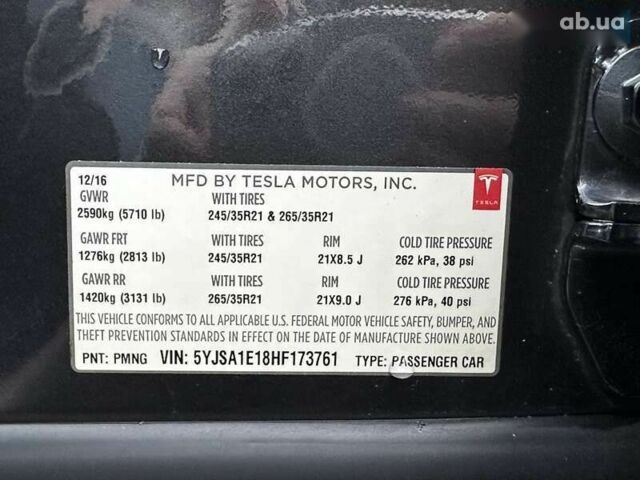 ab.ua
12/16 MFD BY TESLA MOTORS, INC.
GVWR WITH TIRES
2590kg (5710 lb) 245/35R21 & 265/35R21
TESLA
GAWR FRT WITH TIRES RIM COLD TIRE PRESSURE
1276kg (2813 lb) 245/35R21 21X8.5 J 262 kPa, 38 psi
GAWR RR WITH TIRES RIM COLD TIRE PRESSURE
1420kg (3131 lb) 265/35R21 21X9.0 J 276 kPa, 40 psi
THIS VEHICLE CONFORMS TO ALL APPLICABLE U.S. FEDERAL MOTOR VEHICLE SAFETY, BUMPER, AND
THEFT PREVENTION STANDARDS IN EFFECT ON THE DATE OF MANUFACTURE SHOWN ABOVE.
PNT: PMNG VIN: 5YJSA1E18HF173761 TYPE: PASSENGER CAR